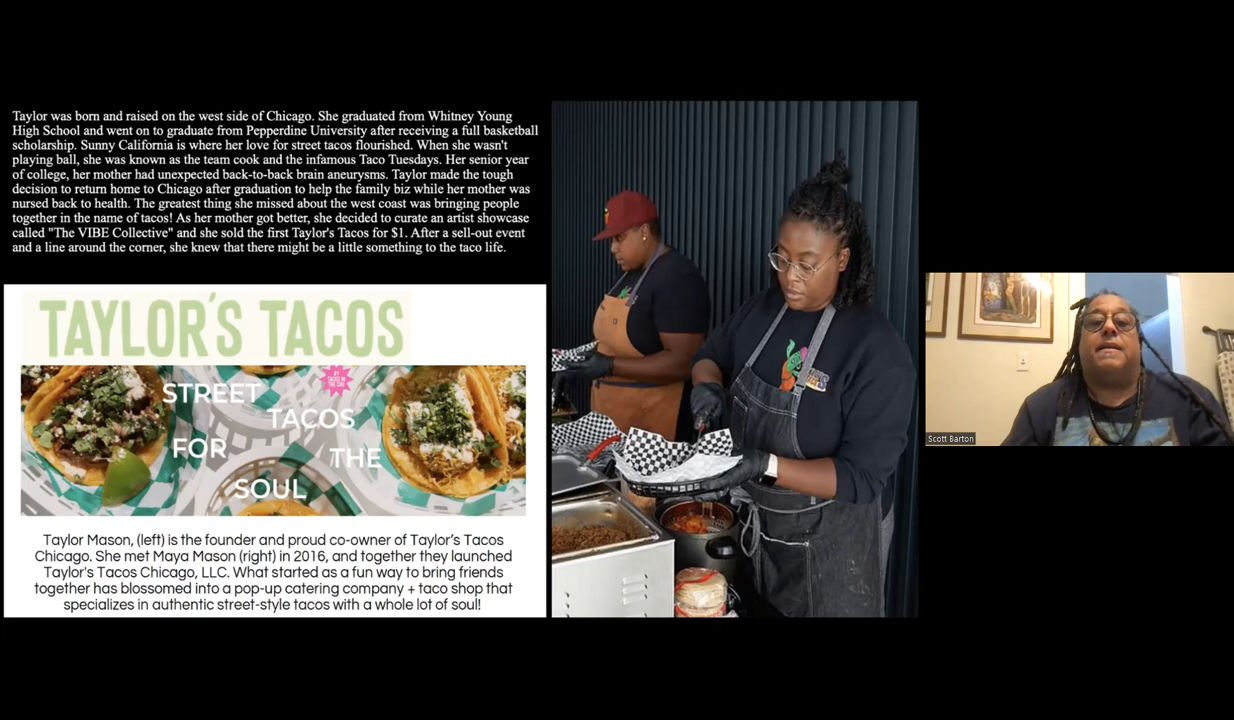 Taylor was born and raised on the west side of Chicago. She graduated from Whitney Young
High School and went on to graduate from Pepperdine University after receiving a full basketball
scholarship. Sunny California is where her love for street tacos flourished. When she wasn't
playing ball, she was known as the team cook and the infamous Taco Tuesdays. Her senior year
of college, her mother had unexpected back-to-back brain aneurysms. Taylor made the tough
decision to return home to Chicago after graduation to help the family biz while her mother was
nursed back to health. The greatest thing she missed about the west coast was bringing people
together in the name of tacos! As her mother got better, she decided to curate an artist showcase
called "The VIBE Collective" and she sold the first Taylor's Tacos for $1. After a sell-out event
and a line around the corner, she knew that there might be a little something to the taco life.
TAYLOR'S TACOS
STREET
TACOS
FOR
THE
SOUL
Taylor Mason, (left) is the founder and proud co-owner of Taylor's Tacos
Chicago. She met Maya Mason (right) in 2016, and together they launched
Taylor's Tacos Chicago, LLC. What started as a fun way to bring friends
together has blossomed into a pop-up catering company + taco shop that
specializes in authentic street-style tacos with a whole lot of soul!
Scott Barton